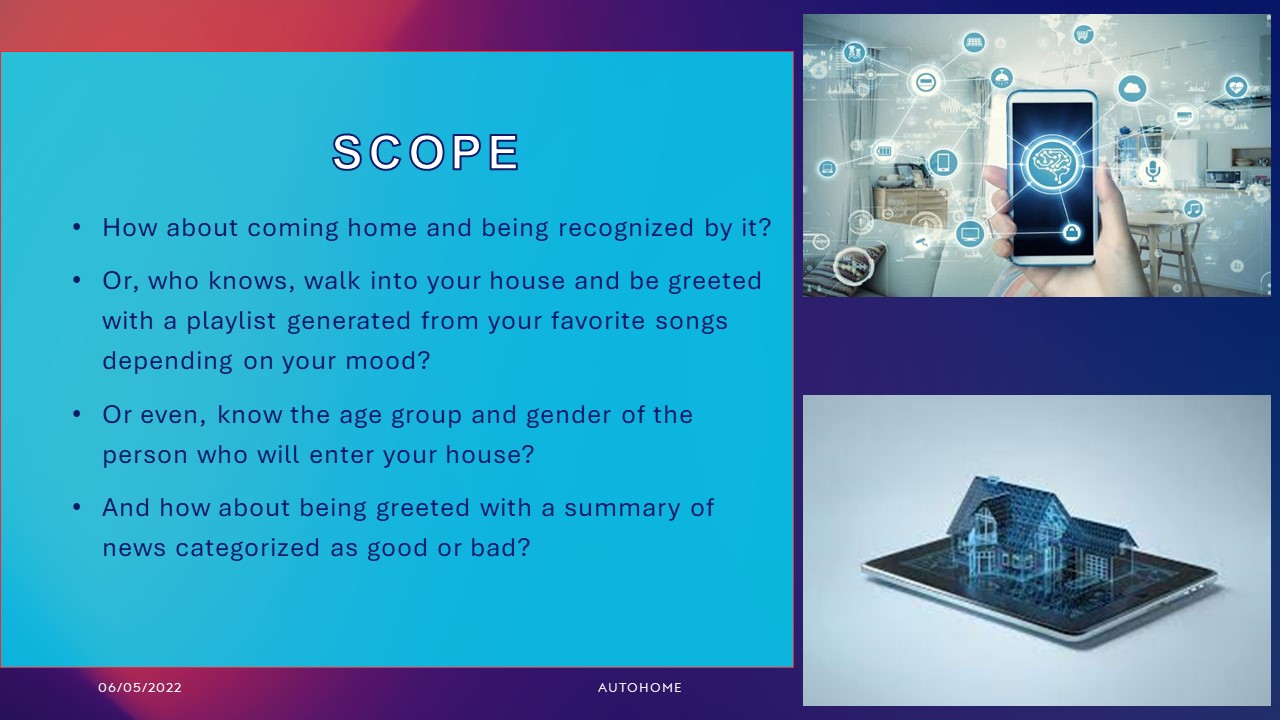 SCOPE
• How about coming home and being recognized by it?
• Or, who knows, walk into your house and be greeted
with a playlist generated from your favorite songs
depending on your mood?
• Or even, know the age group and gender of the
person who will enter your house?
• And how about being greeted with a summary of
news categorized as good or bad?
06/05/2022
AUTOHOME